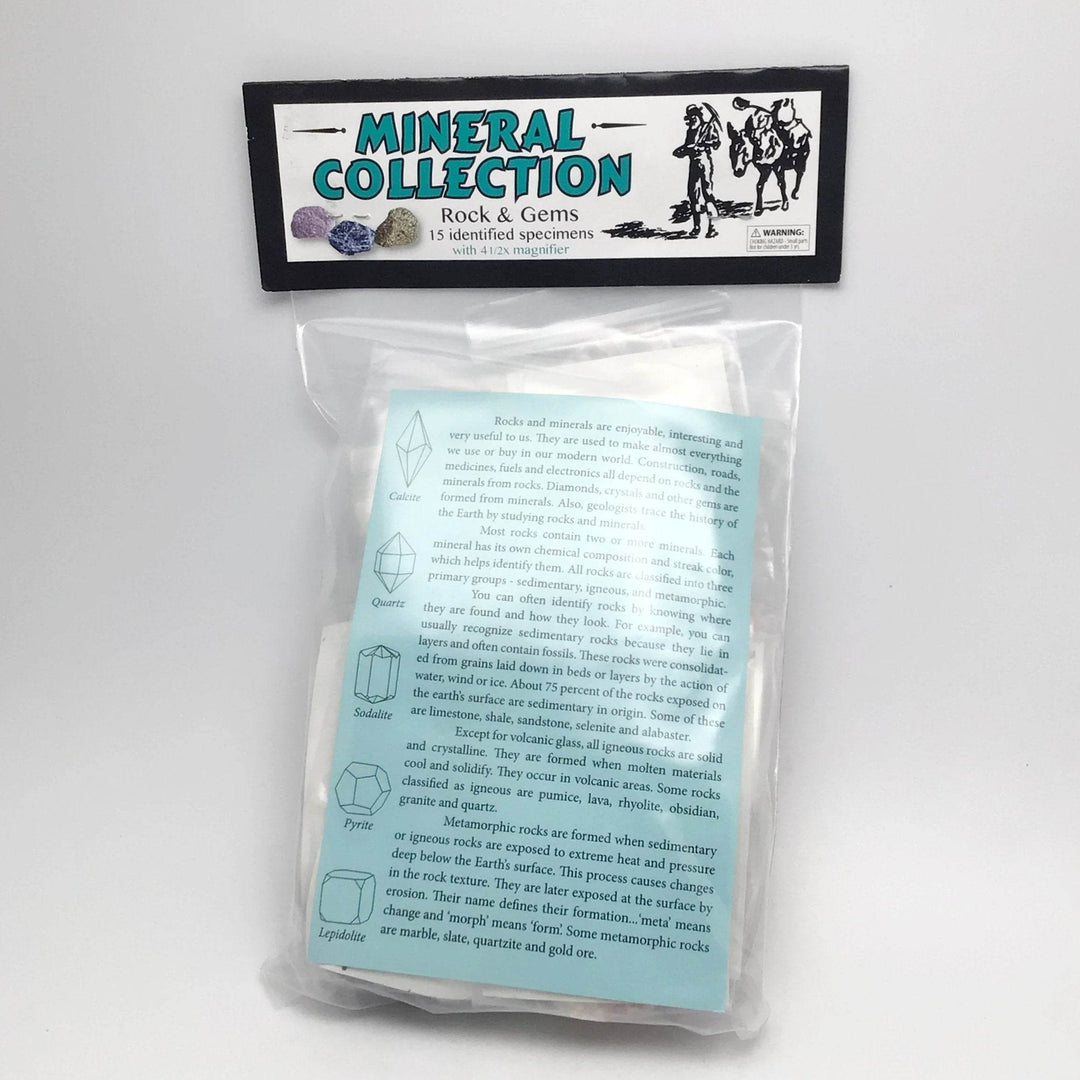 MINERAL
COLLECTION
Rock & Gems
15 identified specimens
with 41/2x magnifier
WARNING:
CHOKING HAZARD - Small parts
Not for children under 3 yrs.
Rocks and minerals are enjoyable, interesting and
very useful to us. They are used to make almost everything
we use or buy in our modern world. Construction, roads,
medicines, fuels and electronics all depend on rocks and the
minerals from rocks. Diamonds, crystals and other gems are
formed from minerals. Also, geologists trace the history of
the Earth by studying rocks and minerals.
Calcite
Most rocks contain two or more minerals. Each
mineral has its own chemical composition and streak color,
which helps identify them. All rocks are classified into three
primary groups - sedimentary, igneous, and metamorphic.
Quartz
You can often identify rocks by knowing where
they are found and how they look. For example, you can
usually recognize sedimentary rocks because they lie in
layers and often contain fossils. These rocks were consolidat-
ed from grains laid down in beds or layers by the action of
water, wind or ice. About 75 percent of the rocks exposed on
the earth's surface are sedimentary in origin. Some of these
are limestone, shale, sandstone, selenite and alabaster.
Sodalite
Except for volcanic glass, all igneous rocks are solid
and crystalline. They are formed when molten materials
cool and solidify. They occur in volcanic areas. Some rocks
classified as igneous are pumice, lava, rhyolite, obsidian,
granite and quartz.
Pyrite
Metamorphic rocks are formed when sedimentary
or igneous rocks are exposed to extreme heat and pressure
deep below the Earth's surface. This process causes changes
in the rock texture. They are later exposed at the surface by
erosion. Their name defines their formation...'meta' means
change and 'morph' means 'form'. Some metamorphic rocks
are marble, slate, quartzite and gold ore.
Lepidolite